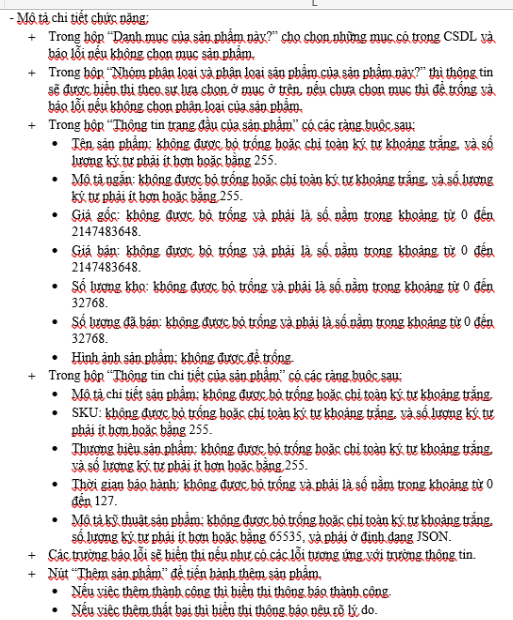 - Mô tả chi tiết chức năng:
+ Trong hộp “Danh mục của sản phẩm này?” cho chọn những mục có trong CSDL và
báo lỗi nếu không chọn mục sản phẩm.
+ Trong hộp “Nhóm phân loại và phân loại sản phẩm của sản phẩm này?” thì thông tin
sẽ được hiển thị theo sự lựa chọn ở mục ở trên, nếu chưa chọn mục thì để trống và
báo lỗi nếu không chọn phân loại của sản phẩm.
+ Trong hộp “Thông tin trang đầu của sản phẩm” có các ràng buộc sau:
• Tên sản phẩm: không được bỏ trống hoặc chỉ toàn ký tự khoảng trắng, và số
lượng ký tự phải ít hơn hoặc bằng 255.
• Mô tả ngắn: không được bỏ trống hoặc chỉ toàn ký tự khoảng trắng, và số lượng
ký tự phải ít hơn hoặc bằng 255.
• Giá gốc: không được bỏ trống và phải là số nằm trong khoảng từ 0 đến
2147483648.
• Giá bán: không được bỏ trống và phải là số nằm trong khoảng từ 0 đến
2147483648.
• Số lượng kho: không được bỏ trống và phải là số nằm trong khoảng từ 0 đến
32768.
• Số lượng đã bán: không được bỏ trống và phải là số nằm trong khoảng từ 0 đến
32768.
• Hình ảnh sản phẩm: không được để trống.
+ Trong hộp “Thông tin chi tiết của sản phẩm” có các ràng buộc sau:
• Mô tả chi tiết sản phẩm: không được bỏ trống hoặc chỉ toàn ký tự khoảng trắng.
• SKU: không được bỏ trống hoặc chỉ toàn ký tự khoảng trắng, và số lượng ký tự
phải ít hơn hoặc bằng 255.
• Thương hiệu sản phẩm: không được bỏ trống hoặc chỉ toàn ký tự khoảng trắng,
và số lượng ký tự phải ít hơn hoặc bằng 255.
• Thời gian bảo hành: không được bỏ trống và phải là số nằm trong khoảng từ 0
đến 127.
• Mô tả kỹ thuật sản phẩm: không được bỏ trống hoặc chỉ toàn ký tự khoảng trắng,
số lượng ký tự phải ít hơn hoặc bằng 65535, và phải ở định dạng JSON.
+ Các trường báo lỗi sẽ hiển thị nếu như có các lỗi tương ứng với trường thông tin.
+ Nút “Thêm sản phẩm” để tiến hành thêm sản phẩm.
• Nếu việc thêm thành công thì hiển thị thông báo thành công.
• Nếu việc thêm thất bại thì hiển thị thông báo nêu rõ lý do.